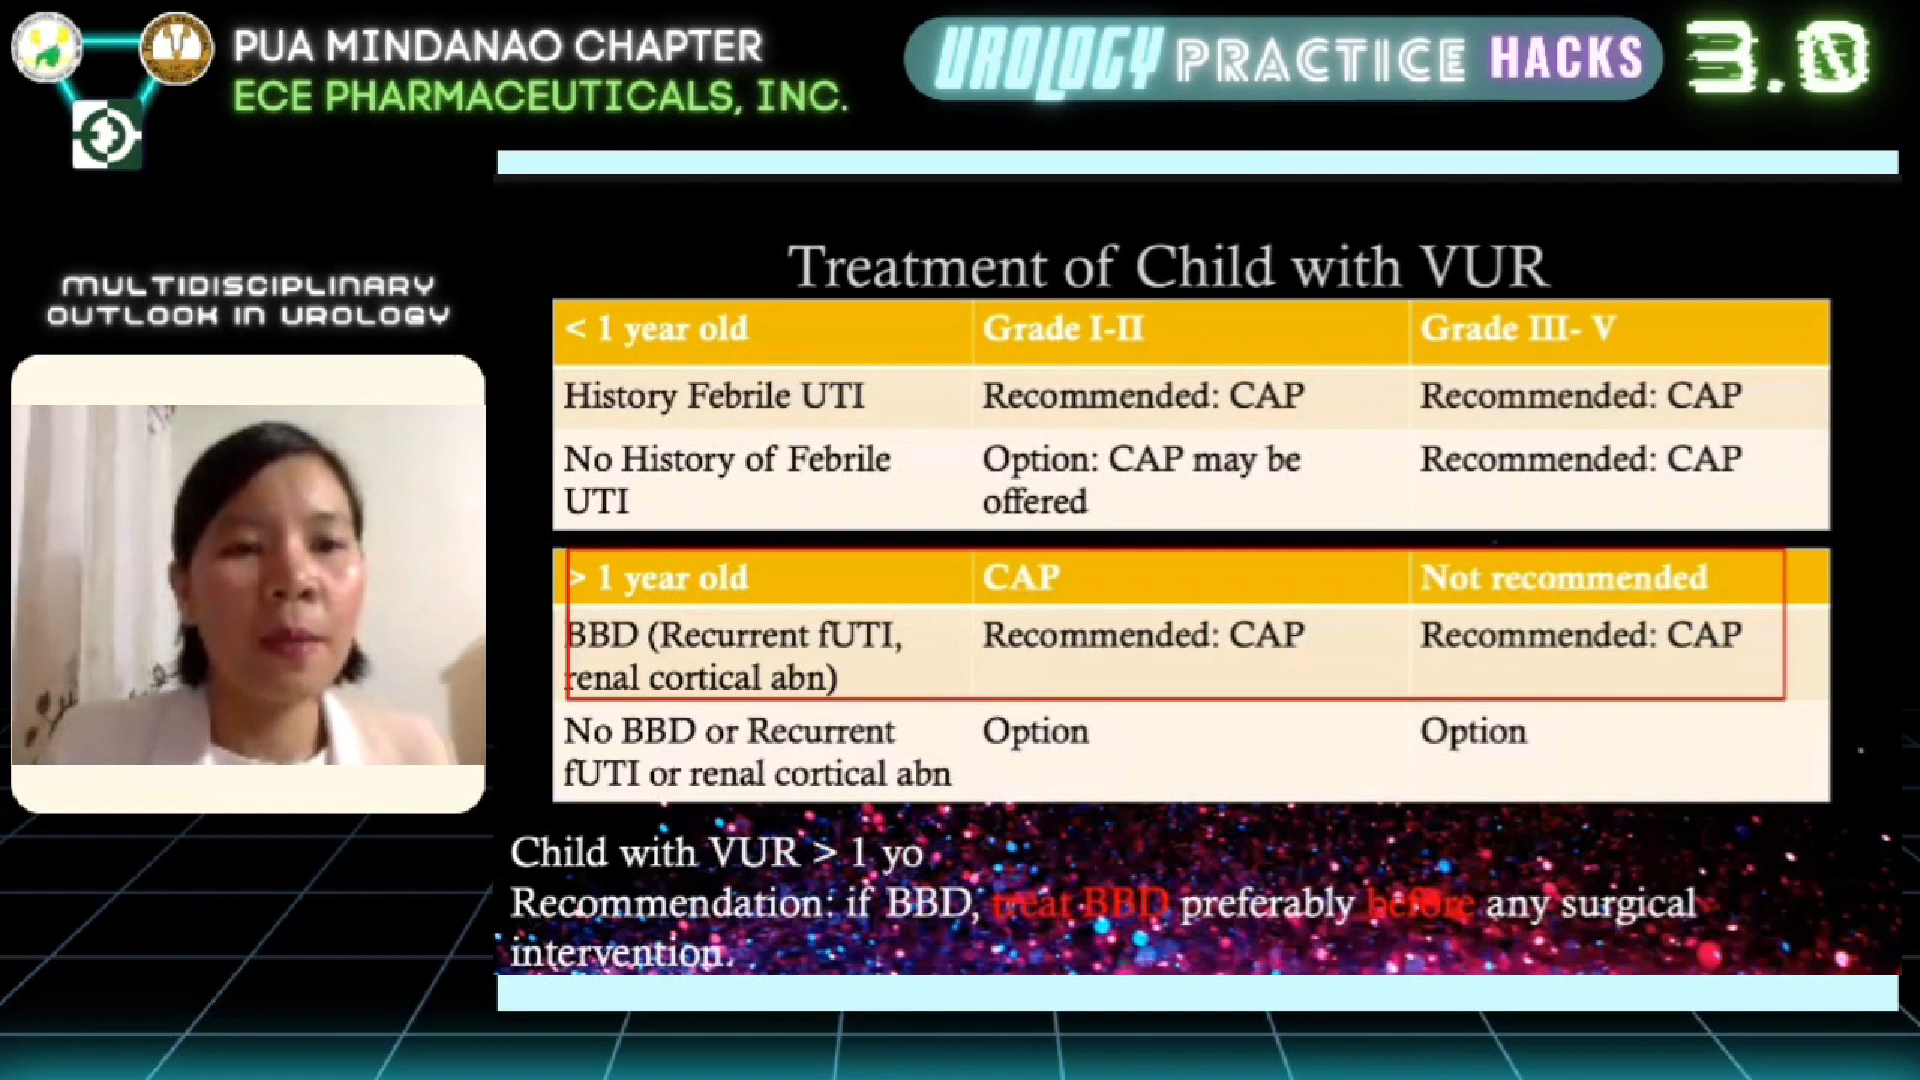 PUA MINDANAO CHAPTER
ECE PHARMACEUTICALS, INC.
UROLOGY PRACTICE HACKS 3.0
MULTIDISCIPLINARY
OUTLOOK IN UROLOGY
Treatment of Child with VUR
< 1 year old Grade I-II Grade III- V
History Febrile UTI Recommended: CAP Recommended: CAP
No History of Febrile UTI Option: CAP may be offered Recommended: CAP
> 1 year old CAP Not recommended
BBD (Recurrent fUTI, renal cortical abn) Recommended: CAP Recommended: CAP
No BBD or Recurrent fUTI or renal cortical abn Option Option
Child with VUR > 1 yo
Recommendation: if BBD, treat BBD preferably before any surgical
intervention.